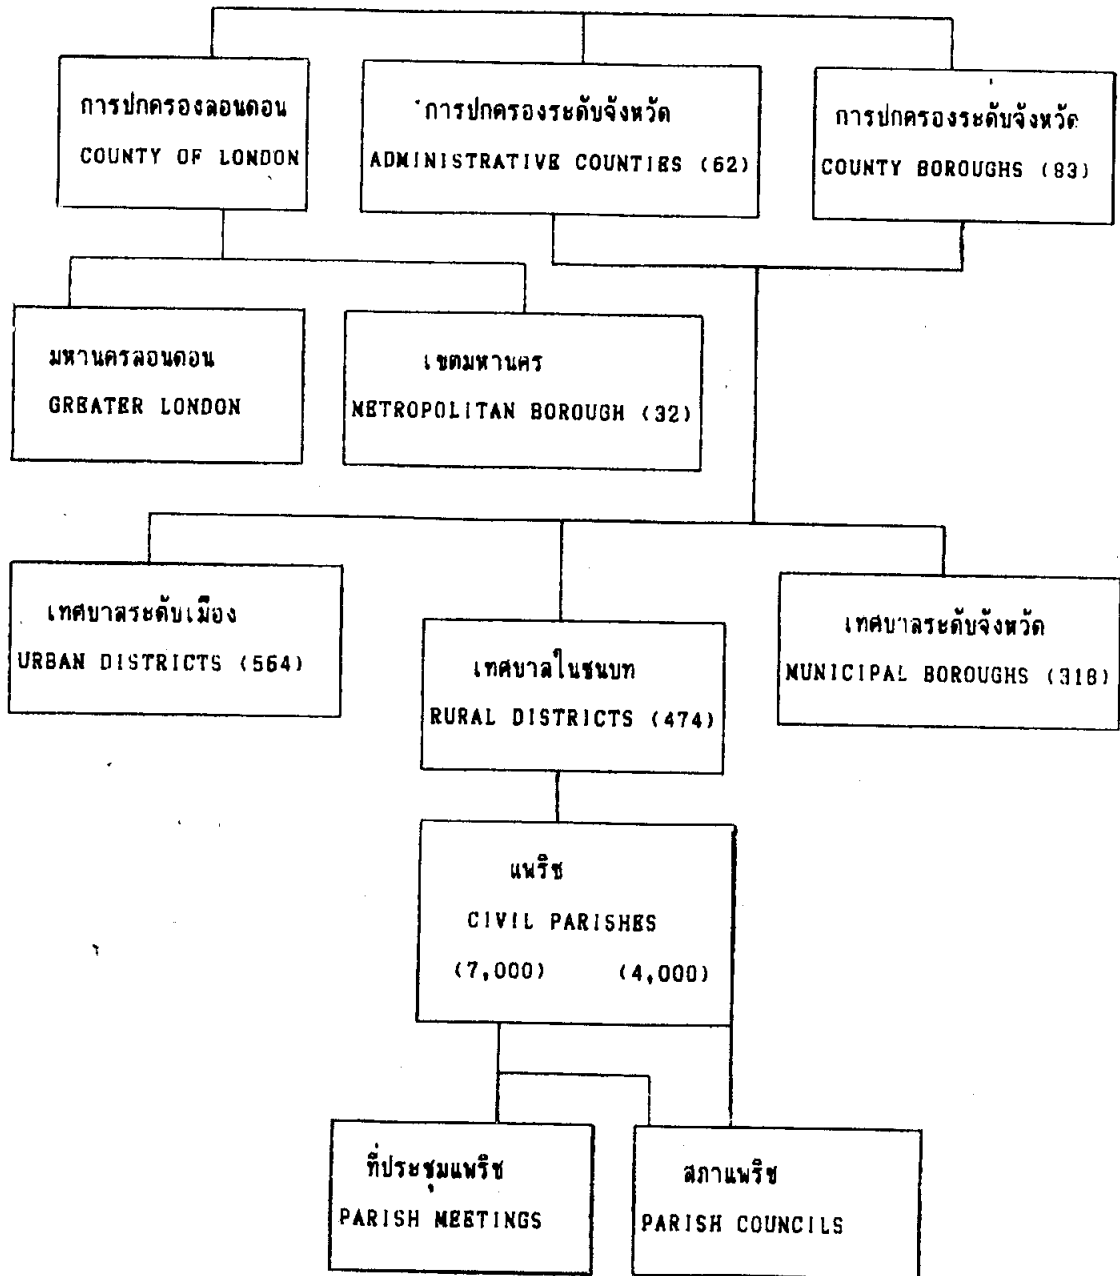 การปกครองลอนดอน
COUNTY OF LONDON
การปกครองระดับจังหวัด
ADMINISTRATIVE COUNTIES (62)
การปกครองระดับจังหวัด
COUNTY BOROUGHS (83)
มหานครลอนดอน
GREATER LONDON
เขตมหานคร
METROPOLITAN BOROUGH (32)
เทศบาลระดับเมือง
URBAN DISTRICTS (564)
เทศบาลในชนบท
RURAL DISTRICTS (474)
เทศบาลระดับจังหวัด
MUNICIPAL BOROUGHS (318)
แพริช
CIVIL PARISHES
(7,000) (4,000)
ที่ประชุมแพริช
PARISH MEETINGS
สภาแพริช
PARISH COUNCILS